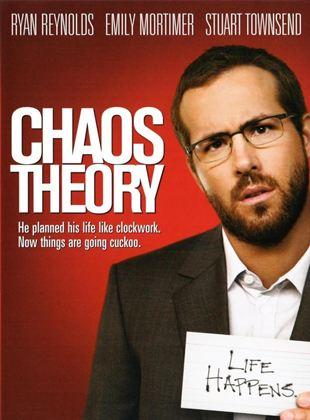 RYAN REYNOLDS EMILY MORTIMER STUART TOWNSEND
CHAOS
THEORY
He planned his life like clockwork.
Now things are going cuckoo.
LIFE
HAPPENS.